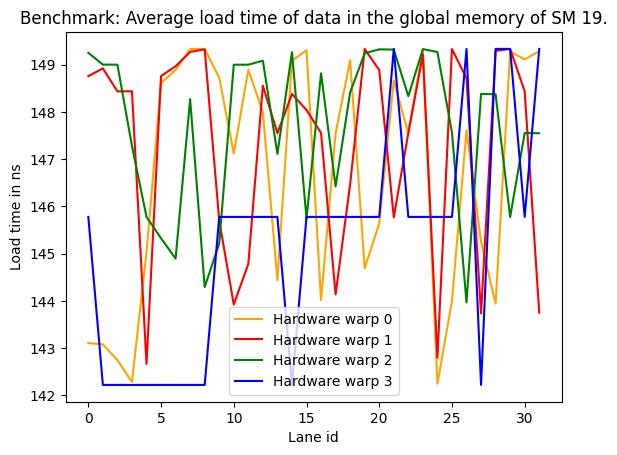 Benchmark: Average load time of data in the global memory of SM 19.
Load time in ns
149
148
147
146
145
144
143
142
Hardware warp 0
Hardware warp 1
Hardware warp 2
Hardware warp 3
0
5
10
15
20
25
30
Lane id